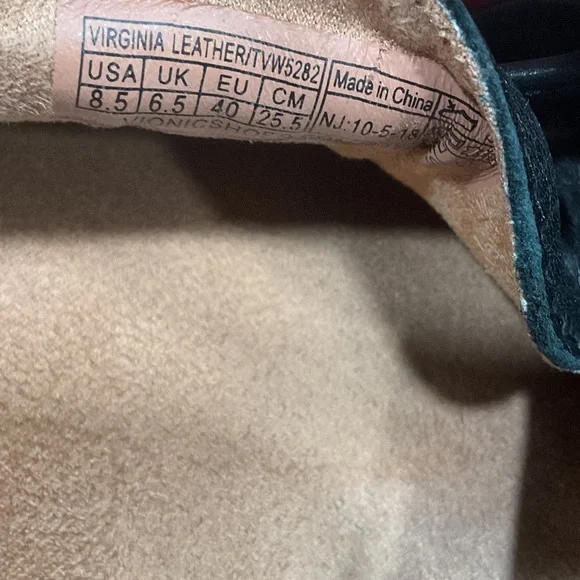 VIRGINIA LEATHER/TVW5282
USA UK EU CM
8.5 6.5 40 25.5
Made in China
NJ:10-5-18